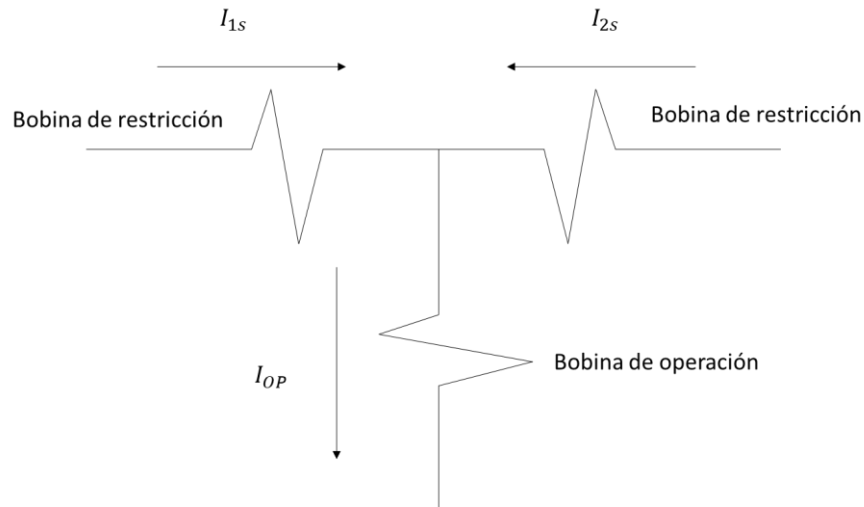 I1s
I2s
Bobina de restricción
Bobina de restricción
IOP
Bobina de operación